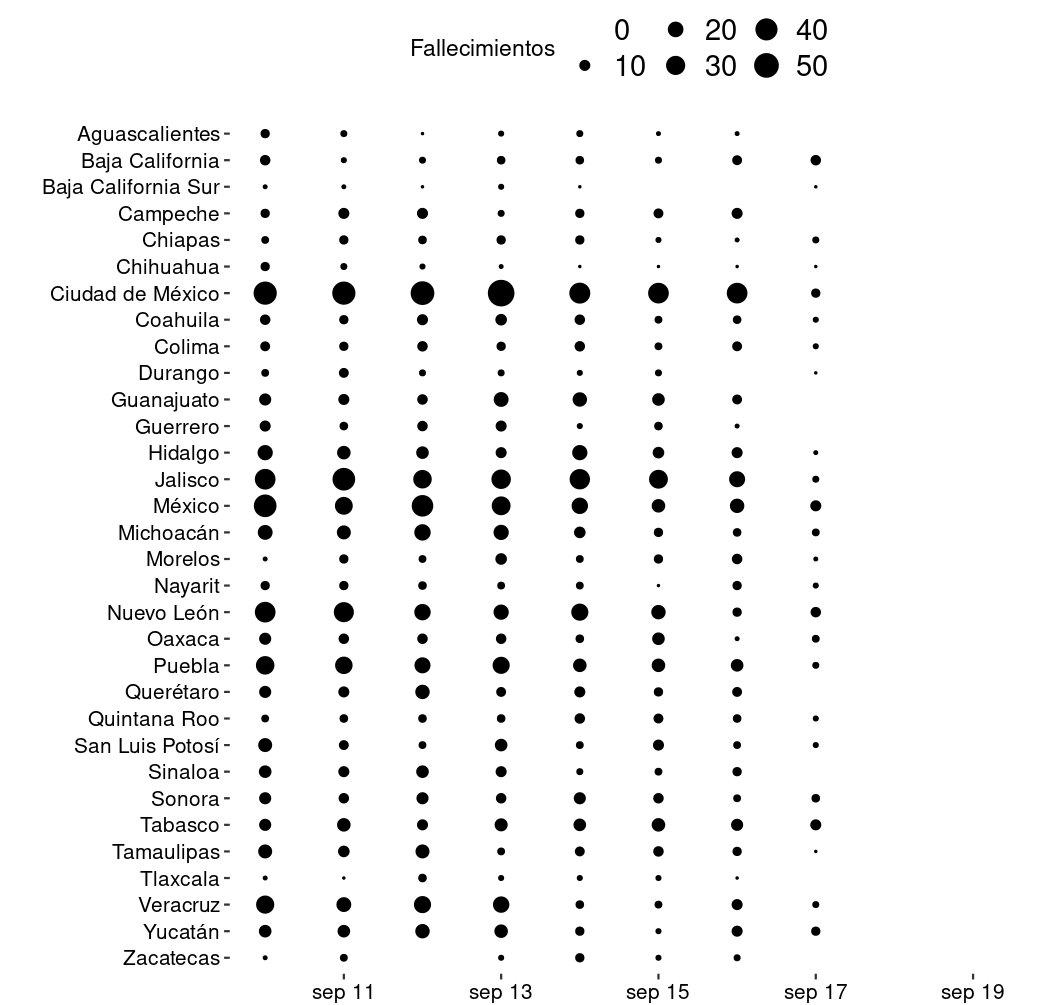 Fallecimientos
0 20 40
10 30 50
Aguascalientes
Baja California
Baja California Sur
Campeche
Chiapas
Chihuahua
Ciudad de México
Coahuila
Colima
Durango
Guanajuato
Guerrero
Hidalgo
Jalisco
México
Michoacán
Morelos
Nayarit
Nuevo León
Oaxaca
Puebla
Querétaro
Quintana Roo
San Luis Potosí
Sinaloa
Sonora
Tabasco
Tamaulipas
Tlaxcala
Veracruz
Yucatán
Zacatecas
sep 11 sep 13 sep 15 sep 17 sep 19